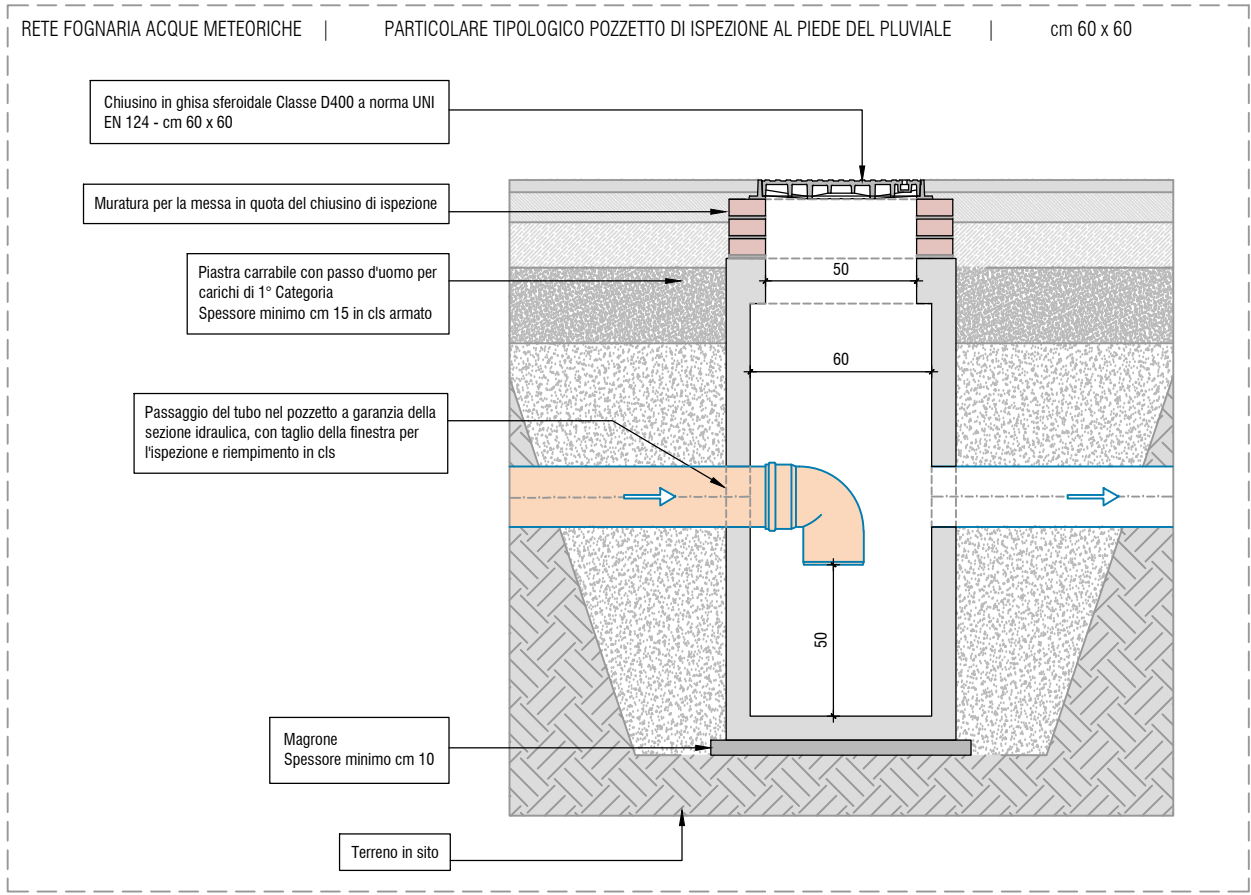 RETE FOGNARIA ACQUE METEORICHE | PARTICOLARE TIPOLOGICO POZZETTO DI ISPEZIONE AL PIEDE DEL PLUVIALE | cm 60 x 60
Chiusino in ghisa sferoidale Classe D400 a norma UNI
EN 124 - cm 60 x 60
Muratura per la messa in quota del chiusino di ispezione
Piastra carrabile con passo d'uomo per
carichi di 1° Categoria
Spessore minimo cm 15 in cls armato
50
60
Passaggio del tubo nel pozzetto a garanzia della
sezione idraulica, con taglio della finestra per
l'ispezione e riempimento in cls
50
Magrone
Spessore minimo cm 10
Terreno in sito